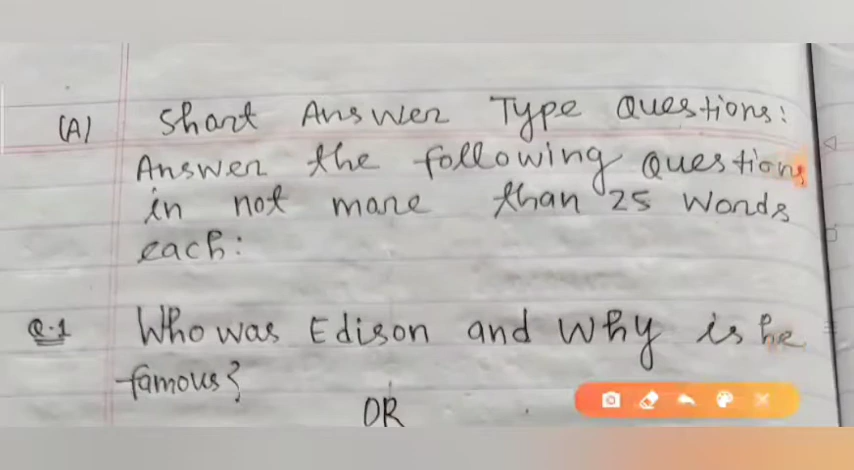 (A) Short Answer Type Questions:
Answer the following Questions
in not more than 25 Words
each:
Q.1 Who was Edison and Why is he
famous?
OR